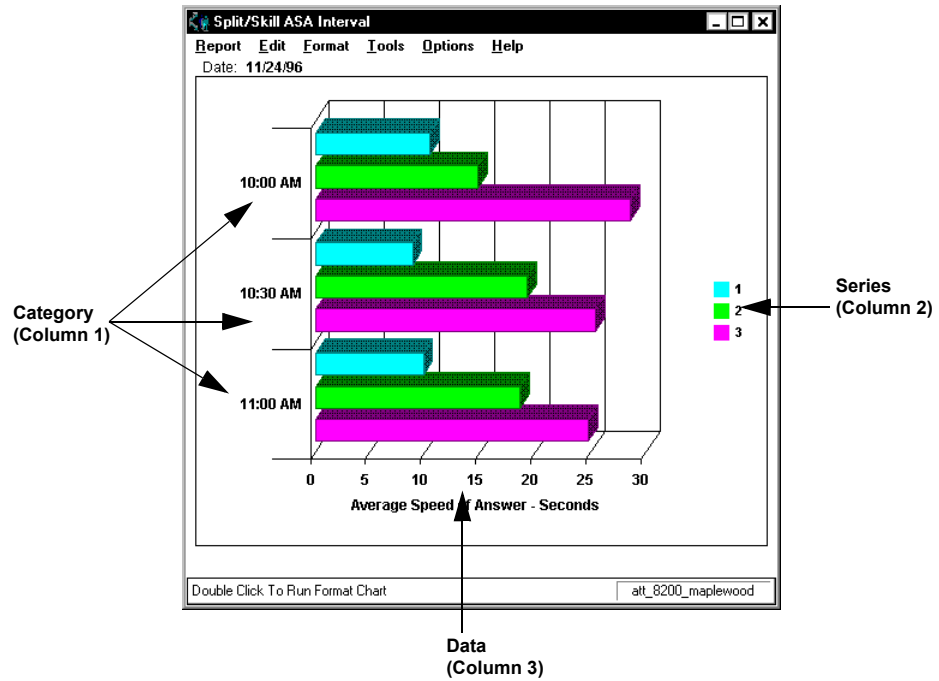 Split/Skill ASA Interval
Report Edit Format Tools Options Help
Date: 11/24/96
10:00 AM
10:30 AM
11:00 AM
Category
(Column 1)
1
2
3
Series
(Column 2)
0 5 10 15 20 25 30
Average Speed of Answer - Seconds
Double Click To Run Format Chart
att_8200_maplewood
Data
(Column 3)